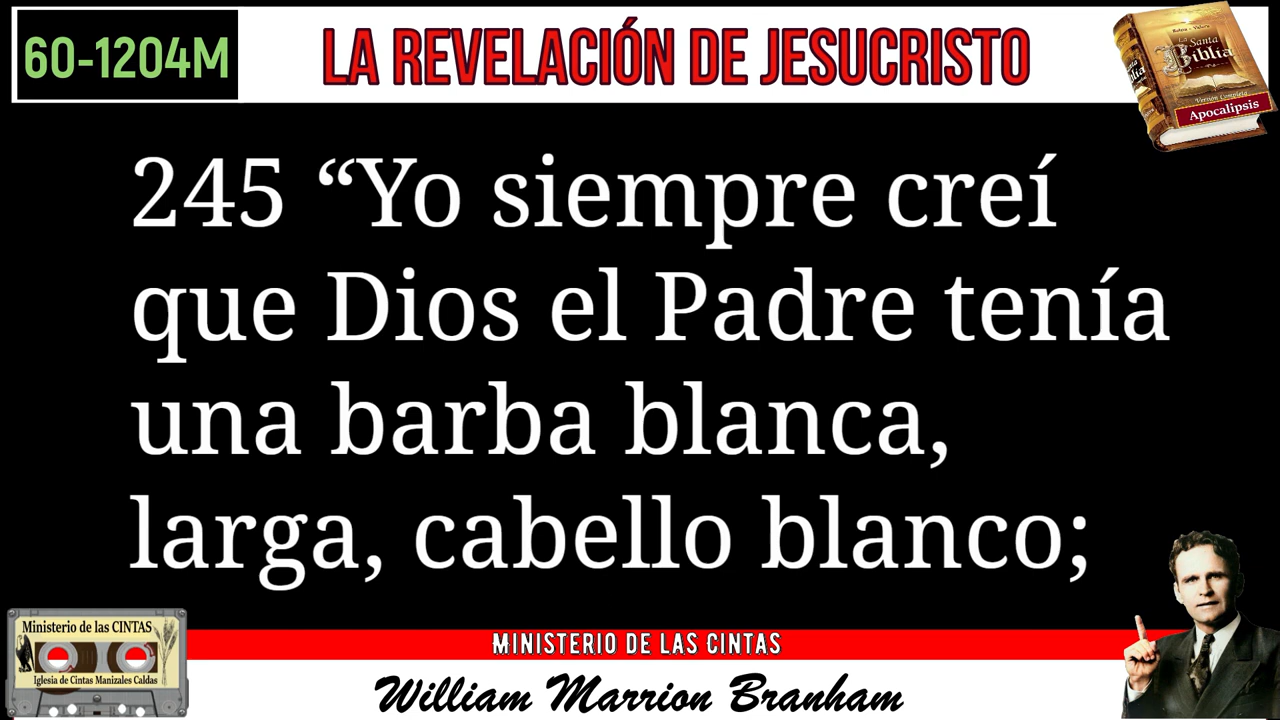 60-1204M
LA REVELACIÓN DE JESUCRISTO
La Santa
Biblia
Versión Completa
Apocalipsis
245 “Yo siempre creí
que Dios el Padre tenía
una barba blanca,
larga, cabello blanco;
Ministerio de las CINTAS
Iglesia de Cintas Manizales Caldas
MINISTERIO DE LAS CINTAS
William Marrion Branham